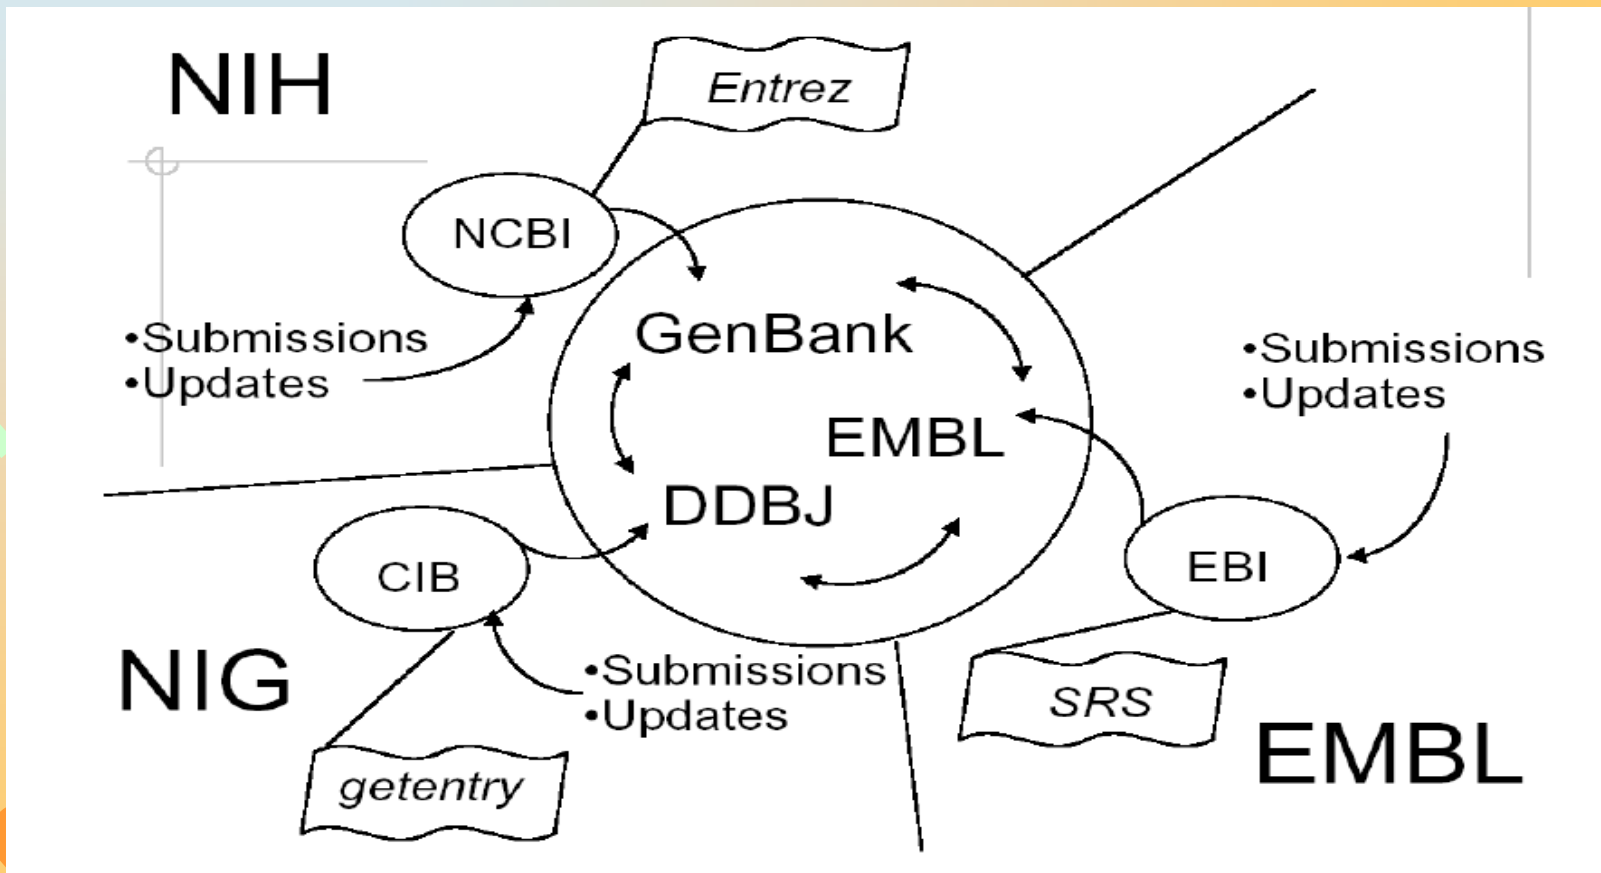 NIH
Entrez
NCBI
•Submissions
•Updates
GenBank
EMBL
DDBJ
•Submissions
•Updates
EBI
CIB
NIG
•Submissions
•Updates
getentry
SRS
EMBL